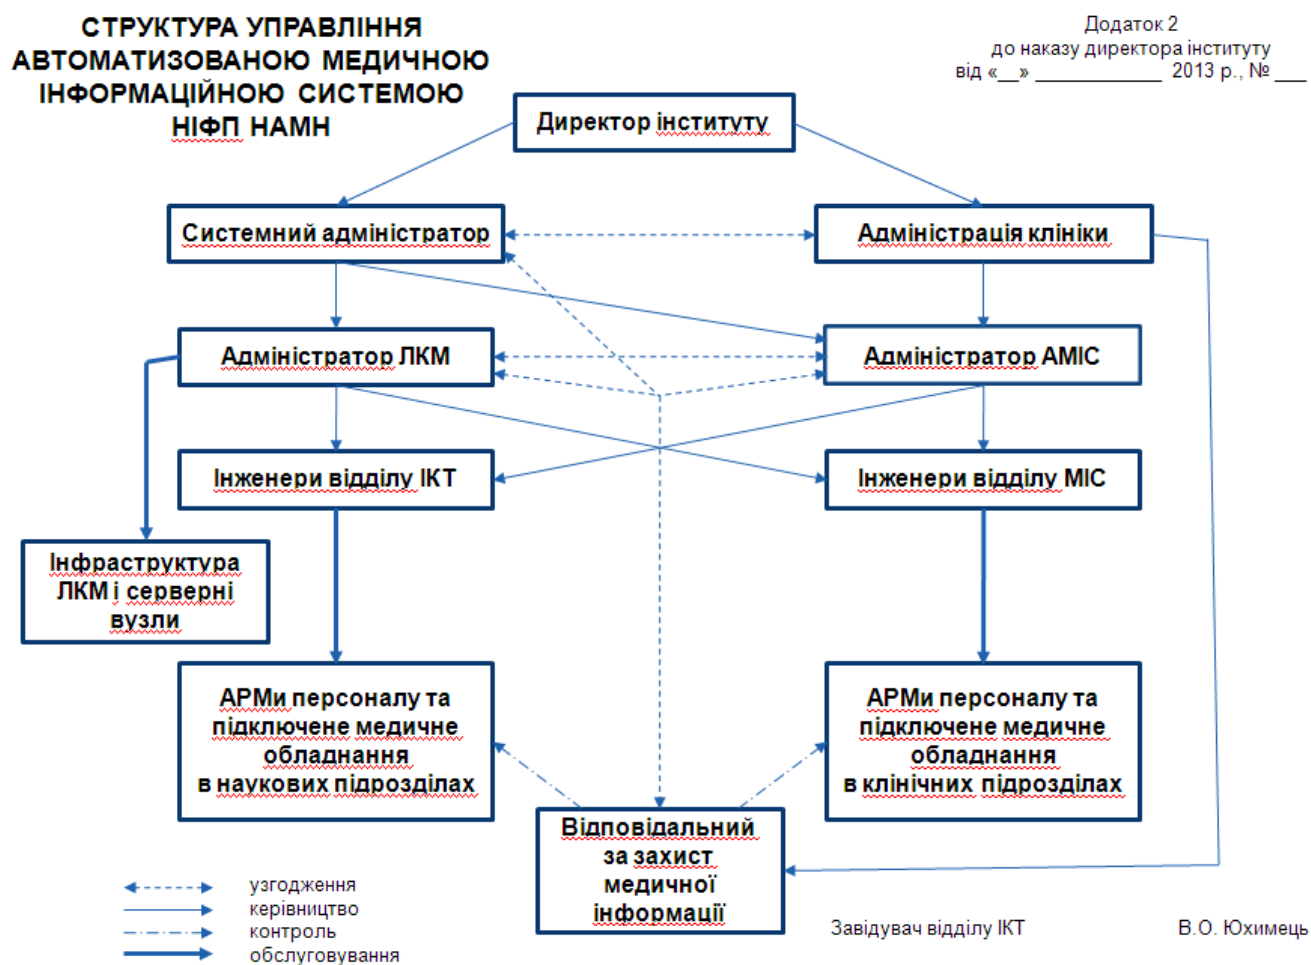 СТРУКТУРА УПРАВЛІННЯ
АВТОМАТИЗОВАНОЮ МЕДИЧНОЮ
ІНФОРМАЦІЙНОЮ СИСТЕМОЮ
НІФП НАМН
Додаток 2
до наказу директора інституту
від «__» ____________ 2013 р., № ___
Директор інституту
Системний адміністратор
Адміністрація клініки
Адміністратор ЛКМ
Адміністратор АМІС
Інженери відділу ІКТ
Інженери відділу МІС
Інфраструктура
ЛКМ і серверні
вузли
АРМи персоналу та
підключене медичне
обладнання
в наукових підрозділах
АРМи персоналу та
підключене медичне
обладнання
в клінічних підрозділах
Відповідальний
за захист
медичної
інформації
узгодження
керівництво
контроль
обслуговування
Завідувач відділу ІКТ В.О. Юхимець